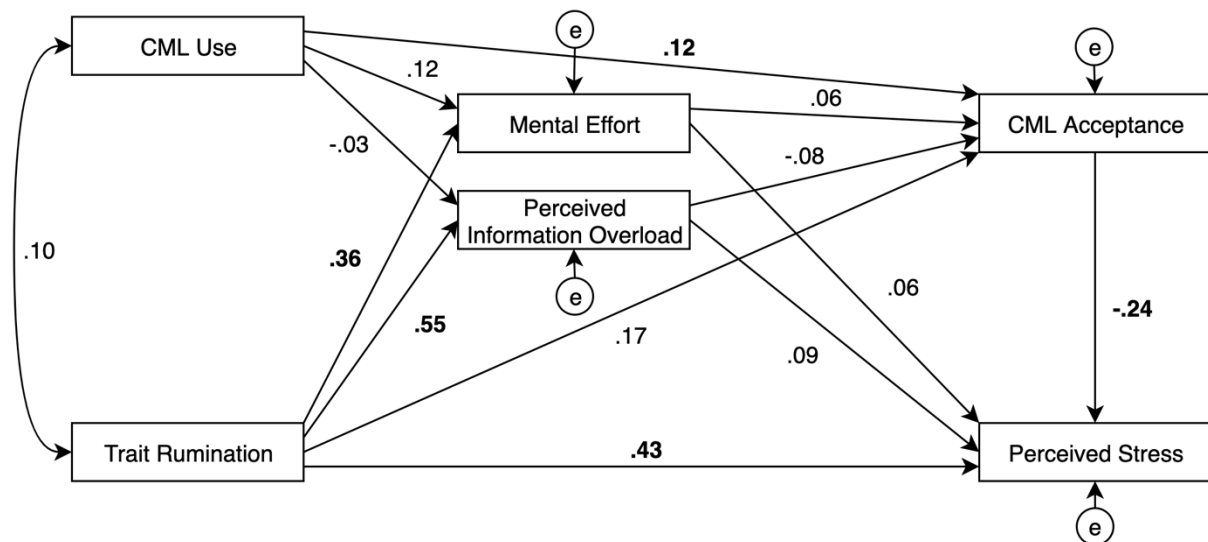 CML Use
e
e
.12
.12
.06
Mental Effort
CML Acceptance
-.03
-.08
Perceived
Information Overload
.10
.36
e
.06
.55
.17
-.24
.09
Trait Rumination
.43
Perceived Stress
e